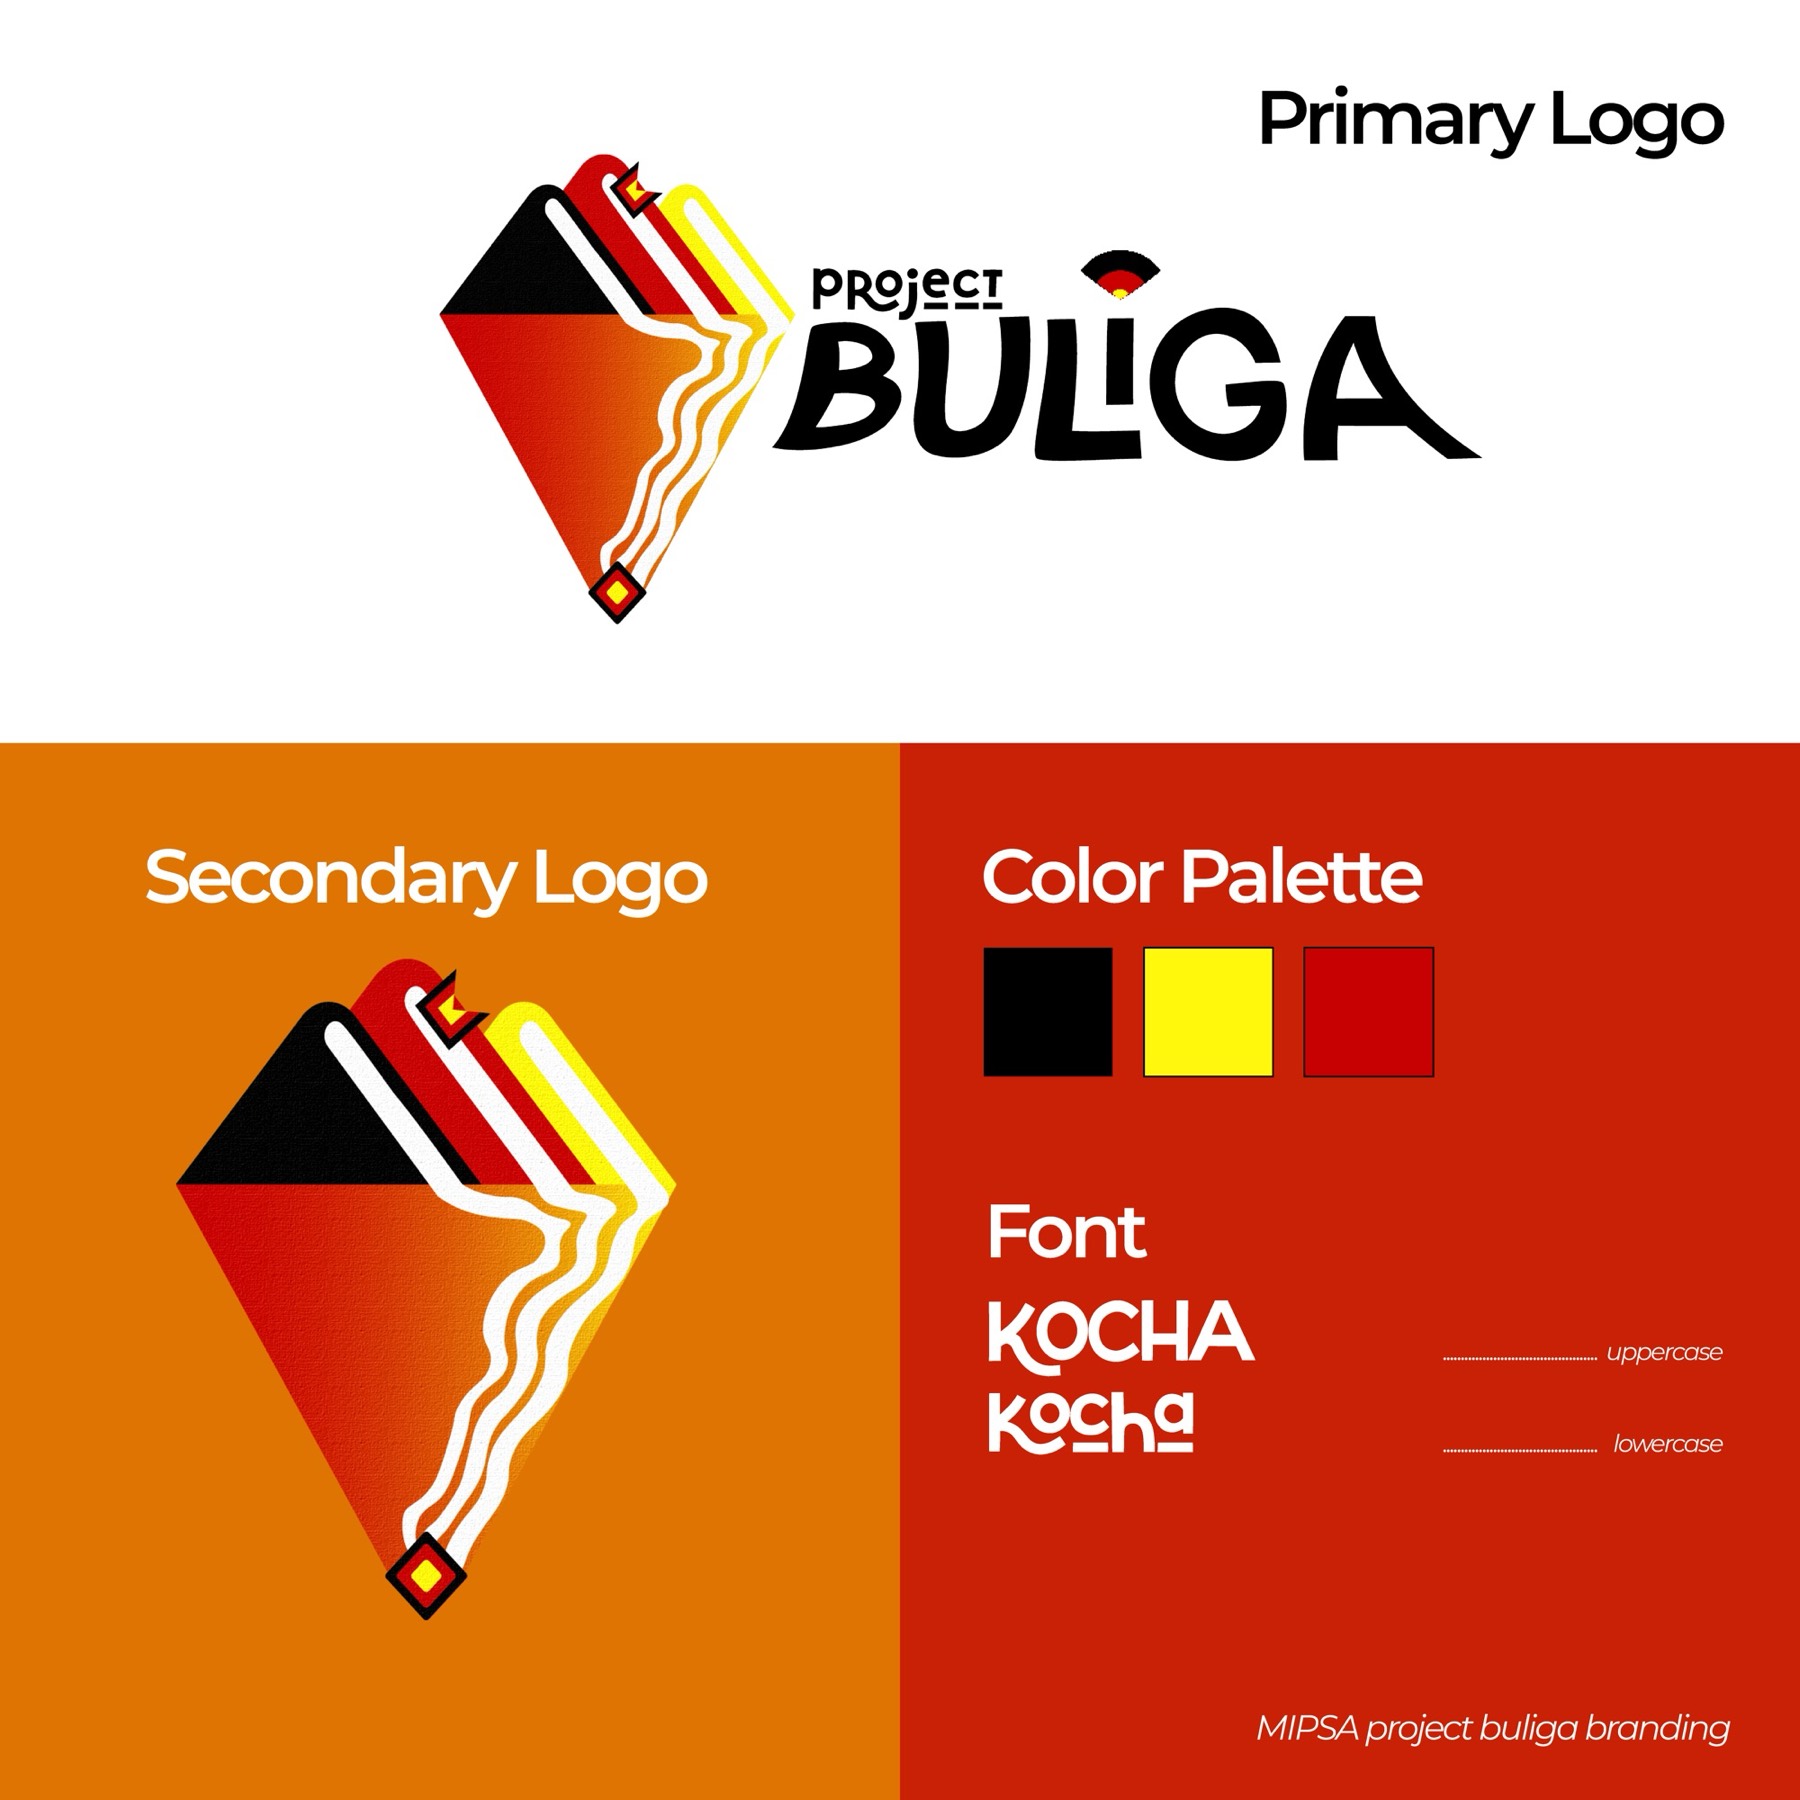 Primary Logo
PROJECT
BULIGA
Secondary Logo
Color Palette
Font
KOCHA
uppercase
kocha
lowercase
MIPSA project buliga branding